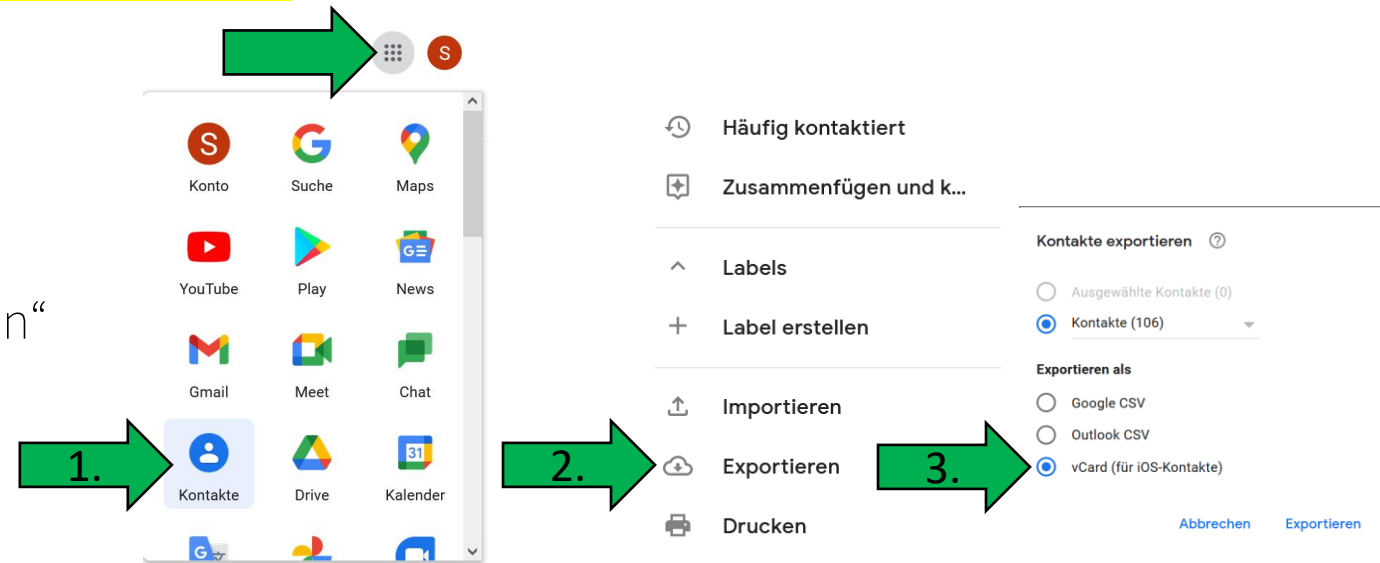 S
S
Konto Suche Maps
YouTube Play News
n“
Gmail Meet Chat
31
1.
Kontakte Drive Kalender
G
Häufig kontaktiert
Zusammenfügen und k...
Labels
Label erstellen
Importieren
2.
Exportieren
Drucken
Kontakte exportieren ?
Ausgewählte Kontakte (0)
Kontakte (106)
Exportieren als
Google CSV
Outlook CSV
3.
vCard (für iOS-Kontakte)
Abbrechen Exportieren